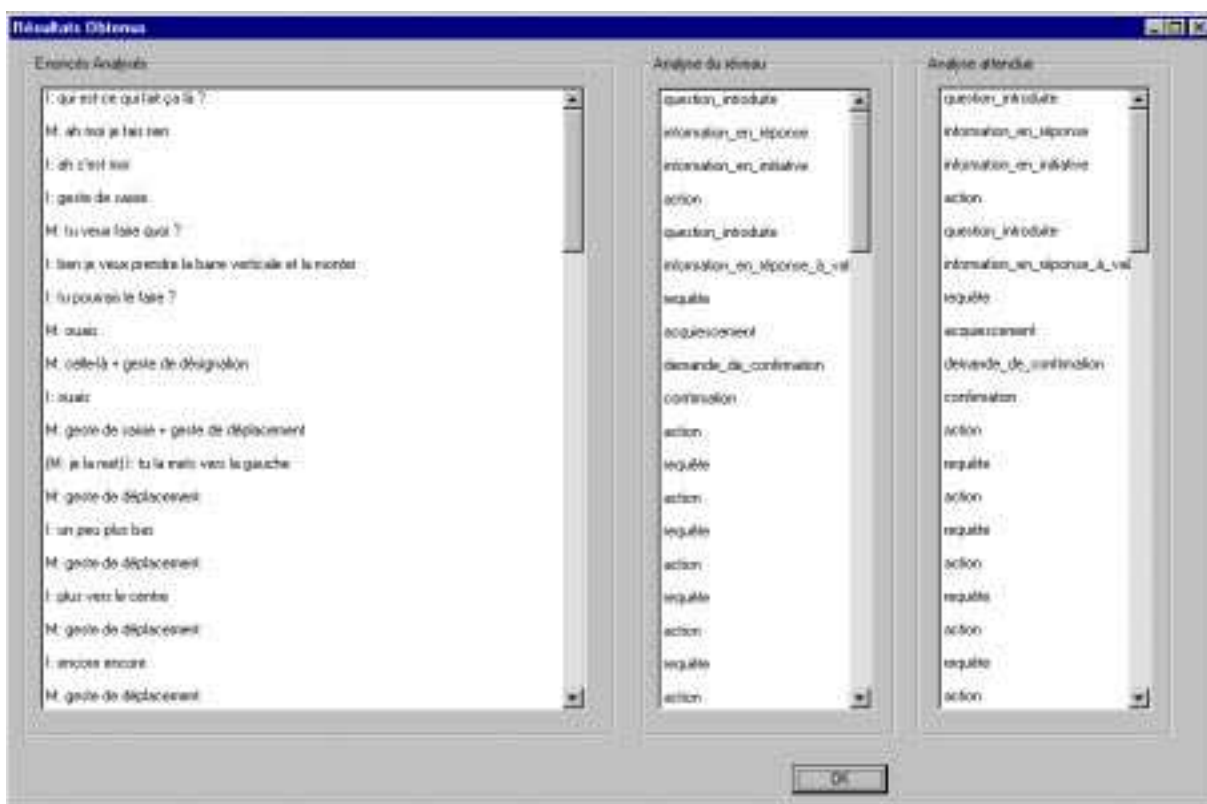 Résultats Obtenus
Enoncés Analysés
I: qui est ce qui fait ça là ?
M: ah moi je fais rien
I: ah c'est moi
I: geste de saisie
M: tu veux faire quoi ?
I: ben je veux prendre la barre verticale et la monter
I: tu pourrais le faire ?
M: ouais
M: celle-là + geste de désignation
I: ouais
M: geste de saisie + geste de déplacement
(M: je la met) I: tu la mets vers la gauche
M: geste de déplacement
I: un peu plus bas
M: geste de déplacement
I: plus vers le centre
M: geste de déplacement
I: encore encore
M: geste de déplacement
Analyse du réseau
question_introduite
information_en_réponse
information_en_initiative
action
question_introduite
information_en_réponse_à_val
requête
acquiescement
demande_de_confirmation
confirmation
action
requête
action
requête
action
requête
action
requête
action
Analyse attendue
question_introduite
information_en_réponse
information_en_initiative
action
question_introduite
information_en_réponse_à_val
requête
acquiescement
demande_de_confirmation
confirmation
action
requête
action
requête
action
requête
action
requête
action
OK